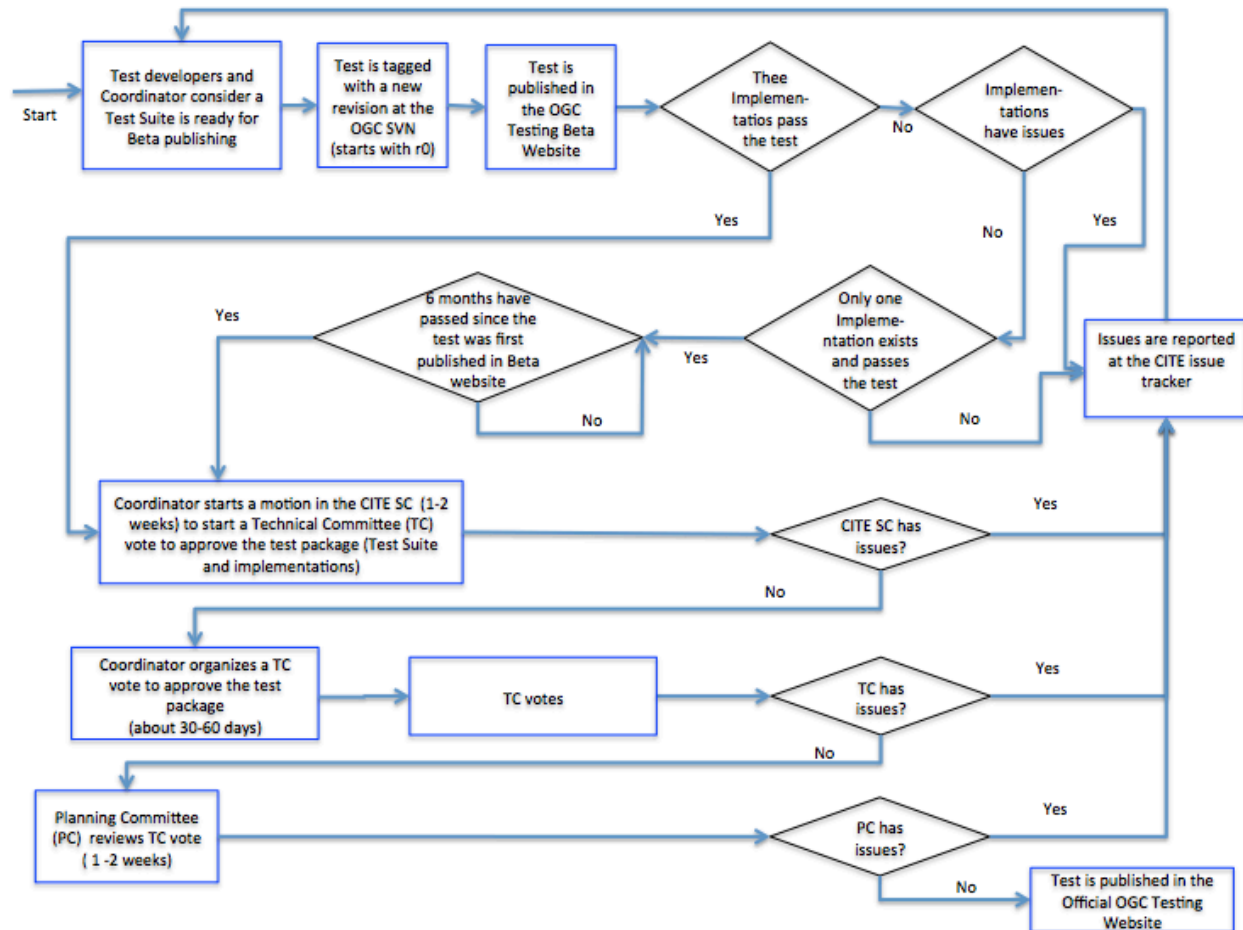 Start
Test developers and
Coordinator consider a
Test Suite is ready for
Beta publishing
Test is tagged
with a new
revision at the
OGC SVN
(starts with r0)
Test is
published in
the OGC
Testing Beta
Website
Thee
Implemen-
tatios pass
the test
No
Implemen-
tations
have issues
Yes
No
Yes
6 months have
passed since the
test was first
published in Beta
website
Yes
No
Only one
Impleme-
ntation exists
and passes
the test
Yes
No
Issues are reported
at the CITE issue
tracker
Coordinator starts a motion in the CITE SC (1-2
weeks) to start a Technical Committee (TC)
vote to approve the test package (Test Suite
and implementations)
CITE SC has
issues?
Yes
No
Coordinator organizes a TC
vote to approve the test
package
(about 30-60 days)
TC votes
TC has
issues?
Yes
No
Planning Committee
(PC) reviews TC vote
( 1 -2 weeks)
PC has
issues?
Yes
No
Test is published in the
Official OGC Testing
Website